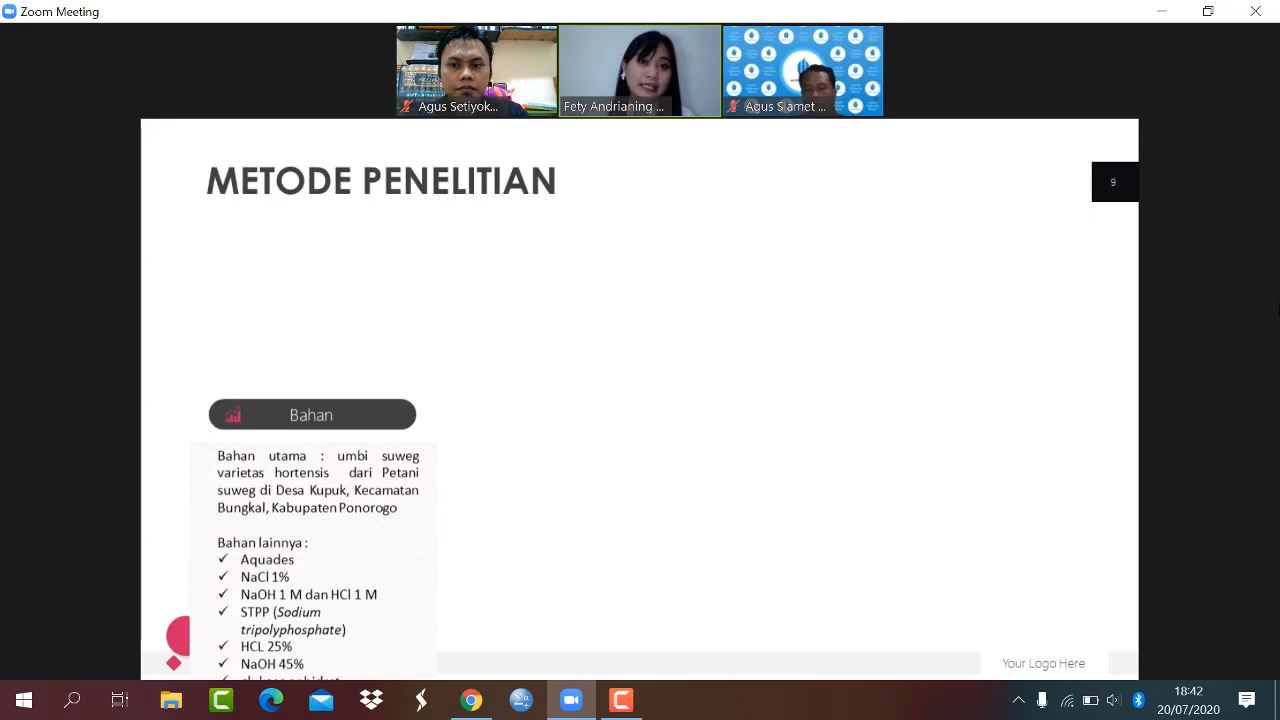 Zoom Meeting
Agus Setiyok...
Fety Andrianing ...
Agus Slamet ...
METODE PENELITIAN
9
Bahan
Bahan utama : umbi suweg
varietas hortensis dari Petani
suweg di Desa Kupuk, Kecamatan
Bungkal, Kabupaten Ponorogo
Bahan lainnya :
✓ Aquades
✓ NaCl 1%
✓ NaOH 1 M dan HCl 1 M
✓ STPP (Sodium
tripolyphosphate)
✓ HCL 25%
✓ NaOH 45%
Your Logo Here
18:42
20/07/2020